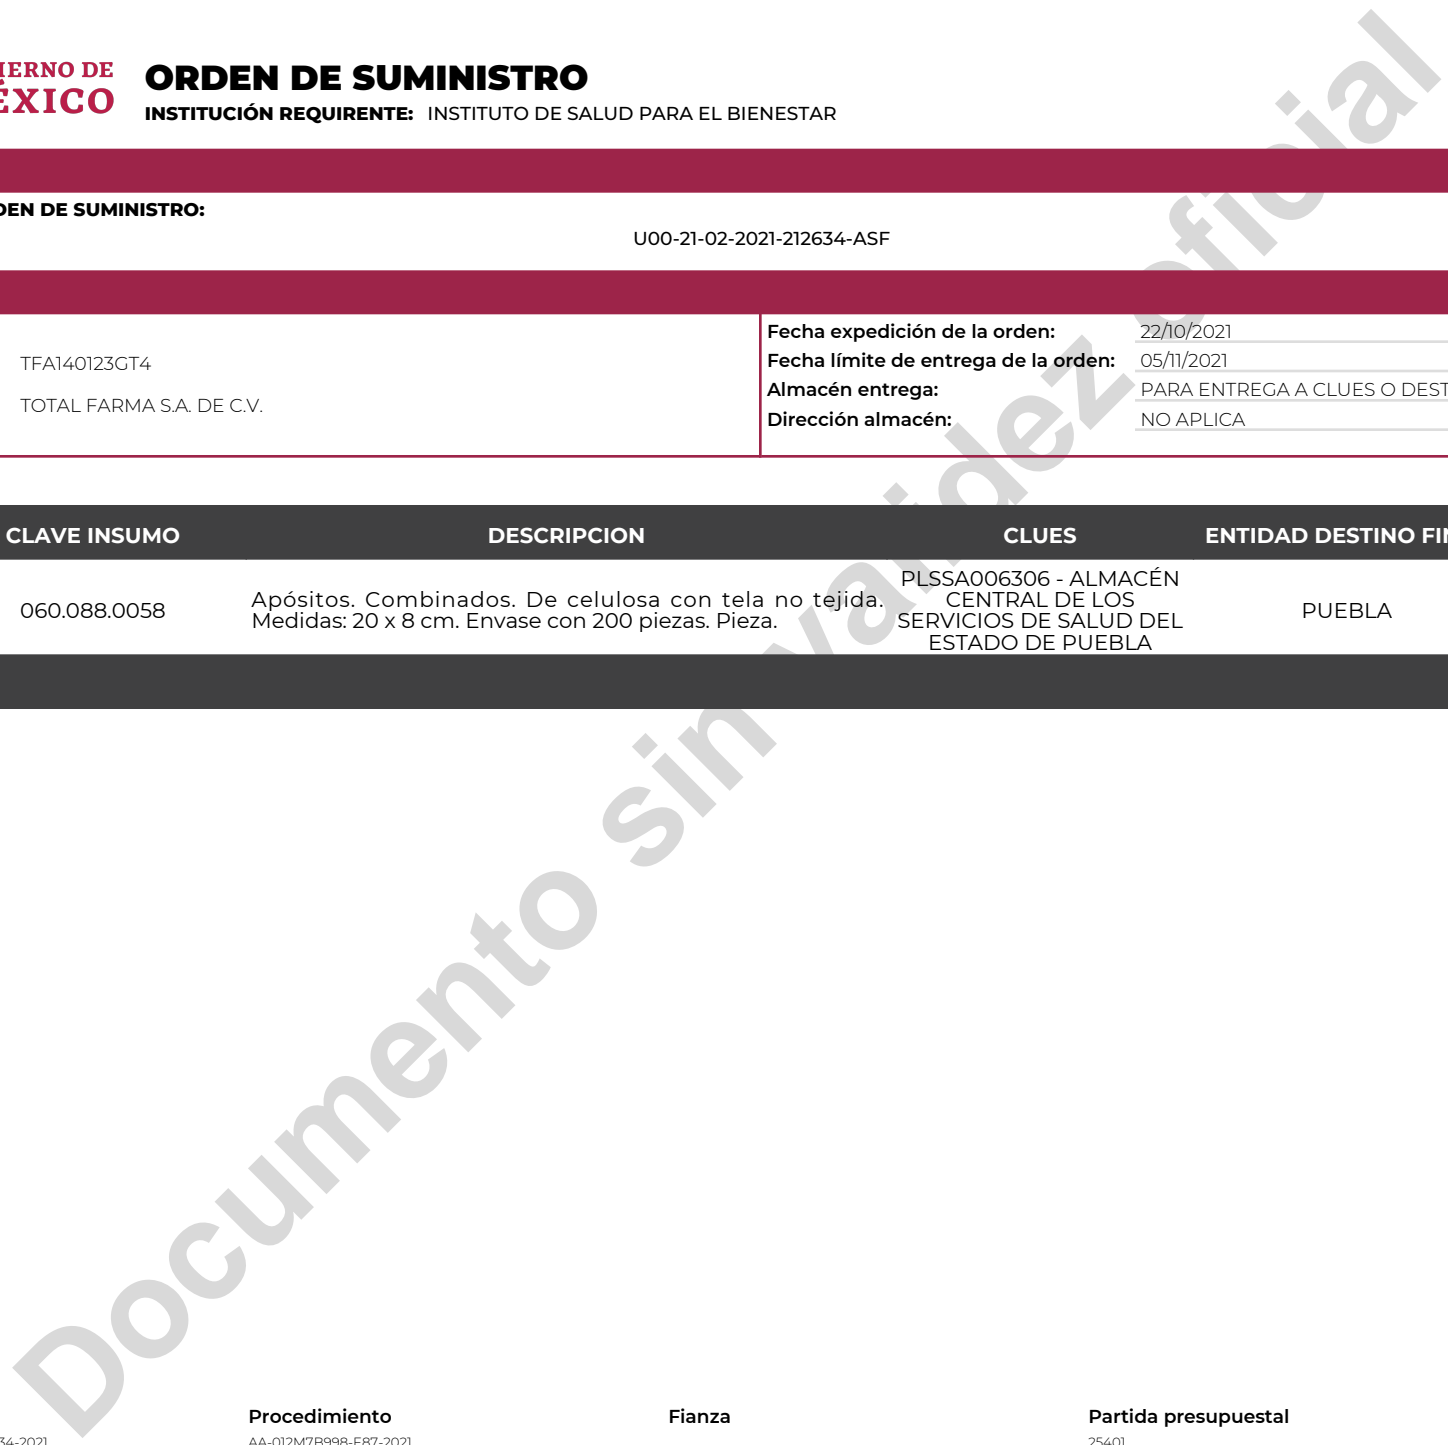 ORDEN DE SUMINISTRO
INSTITUCIÓN REQUIRENTE: INSTITUTO DE SALUD PARA EL BIENESTAR
DE
DE SUMINISTRO:
U00-21-02-2021-212634-ASF
TFA140123GT4
TOTAL FARMA S.A. DE C.V.
Fecha expedición de la orden: 22/10/2021
Fecha límite de entrega de la orden: 05/11/2021
Almacén entrega: PARA ENTREGA A CLUES O DEST
Dirección almacén: NO APLICA
CLAVE INSUMO DESCRIPCION CLUES ENTIDAD DESTINO
060.088.0058
Apósitos. Combinados. De celulosa con tela no tejida.
Medidas: 20 x 8 cm. Envase con 200 piezas. Pieza.
PLSSA006306 - ALMACÉN
CENTRAL DE LOS
SERVICIOS DE SALUD DEL
ESTADO DE PUEBLA
PUEBLA
Documento sin validez oficial
Procedimiento Fianza Partida presupuestal